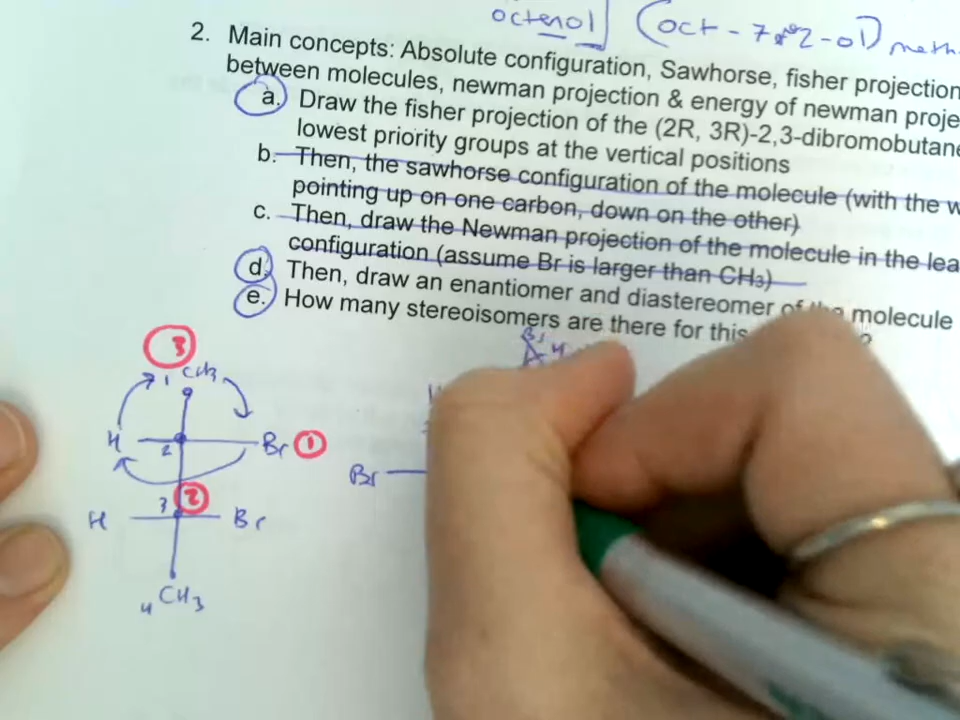 octenol] (oct - 7 2-ol)
2. Main concepts: Absolute configuration, Sawhorse, fisher projection
between molecules, newman projection & energy of newman proje
a. Draw the fisher projection of the (2R, 3R)-2,3-dibromobutane
lowest priority groups at the vertical positions
b. Then, the sawhorse configuration of the molecule (with the w
pointing up on one carbon, down on the other)
c. Then, draw the Newman projection of the molecule in the lea
configuration (assume Br is larger than CH3)
d. Then, draw an enantiomer and diastereomer of the molecule
e. How many stereoisomers are there for this
3
1 CH3
H 2 Br 1
Br
3 2
H Br
4 CH3